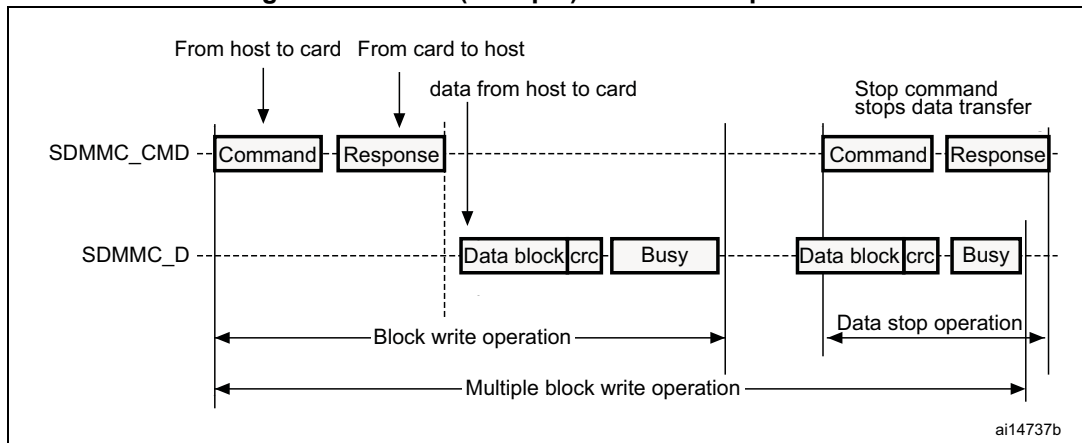 From host to card From card to host
data from host to card
Stop command
stops data transfer
SDMMC_CMD Command Response Command Response
SDMMC_D Data block crc Busy Data block crc Busy
Block write operation
Data stop operation
Multiple block write operation
ai14737b